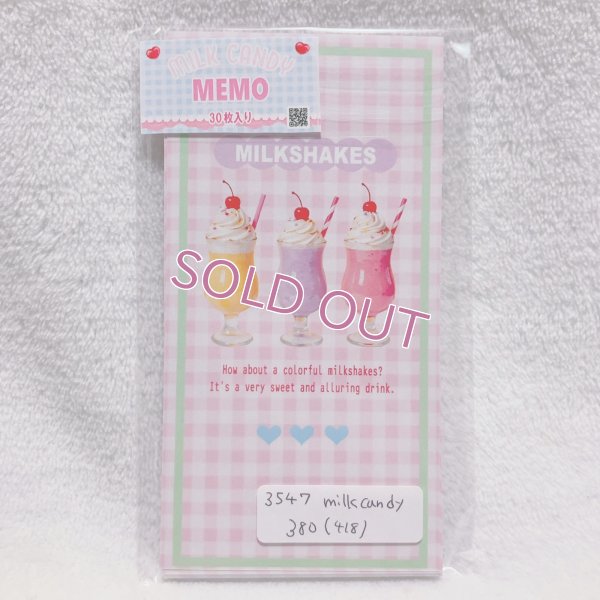 MILK CANDY
MEMO
30枚入り
MILKSHAKES
SOLD OUT
How about a colorful milkshakes?
It's a very sweet and alluring drink.
3547 milkcandy
380(418)